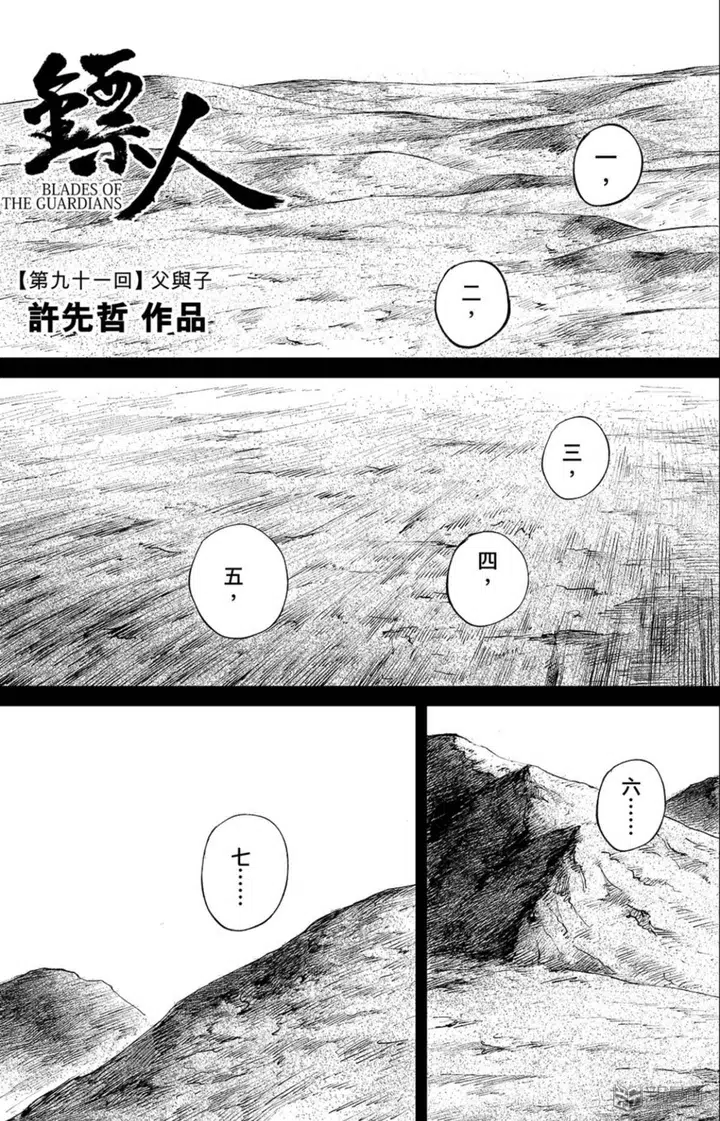 鏢人
BLADES OF
THE GUARDIANS
【第九十一回】父與子
許先哲 作品
一，
二，
三，
四，
五，
六……
七……